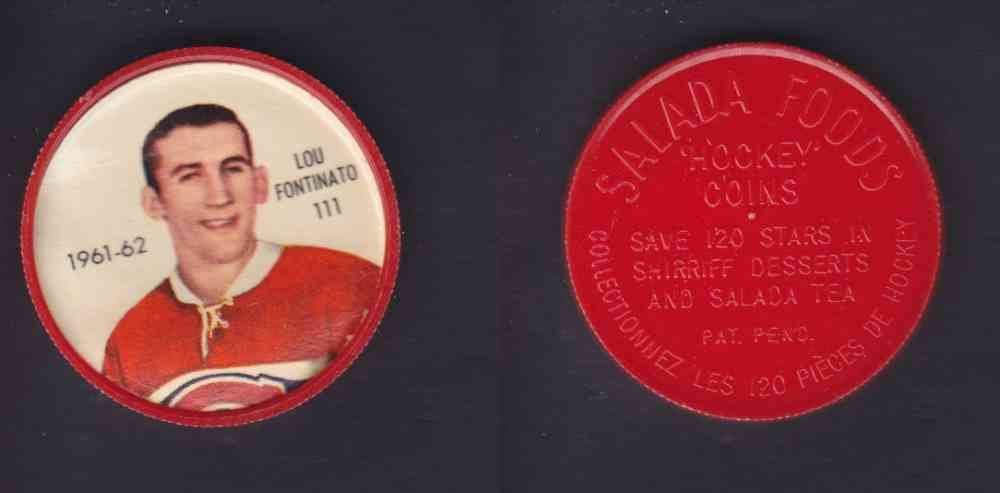 LOU
FONTINATO
111
1961-62
SALADA FOODS
"HOCKEY"
COINS
SAVE 120 STARS IN
SHIRRIFF DESSERTS
AND SALADA TEA
PAT. PEND.
COLLECTIONNEZ LES 120 PIÈCES DE HOCKEY